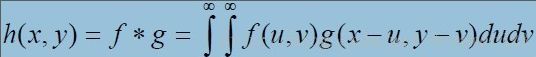 ∞ ∞
h(x, y) = f * g = ∫ ∫ f(u, v)g(x − u, y − v)dudv